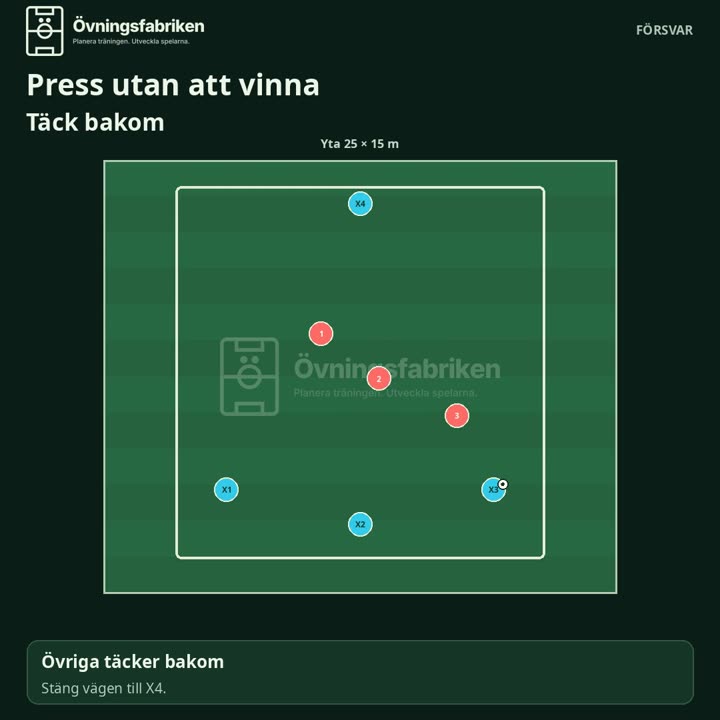 Övningsfabriken
Planera träningen. Utveckla spelarna.
FÖRSVAR
Press utan att vinna
Täck bakom
Yta 25 × 15 m
X4
1
Övningsfabriken
2
Planera träningen. Utveckla spelarna.
3
X1
X3
X2
Övriga täcker bakom
Stäng vägen till X4.